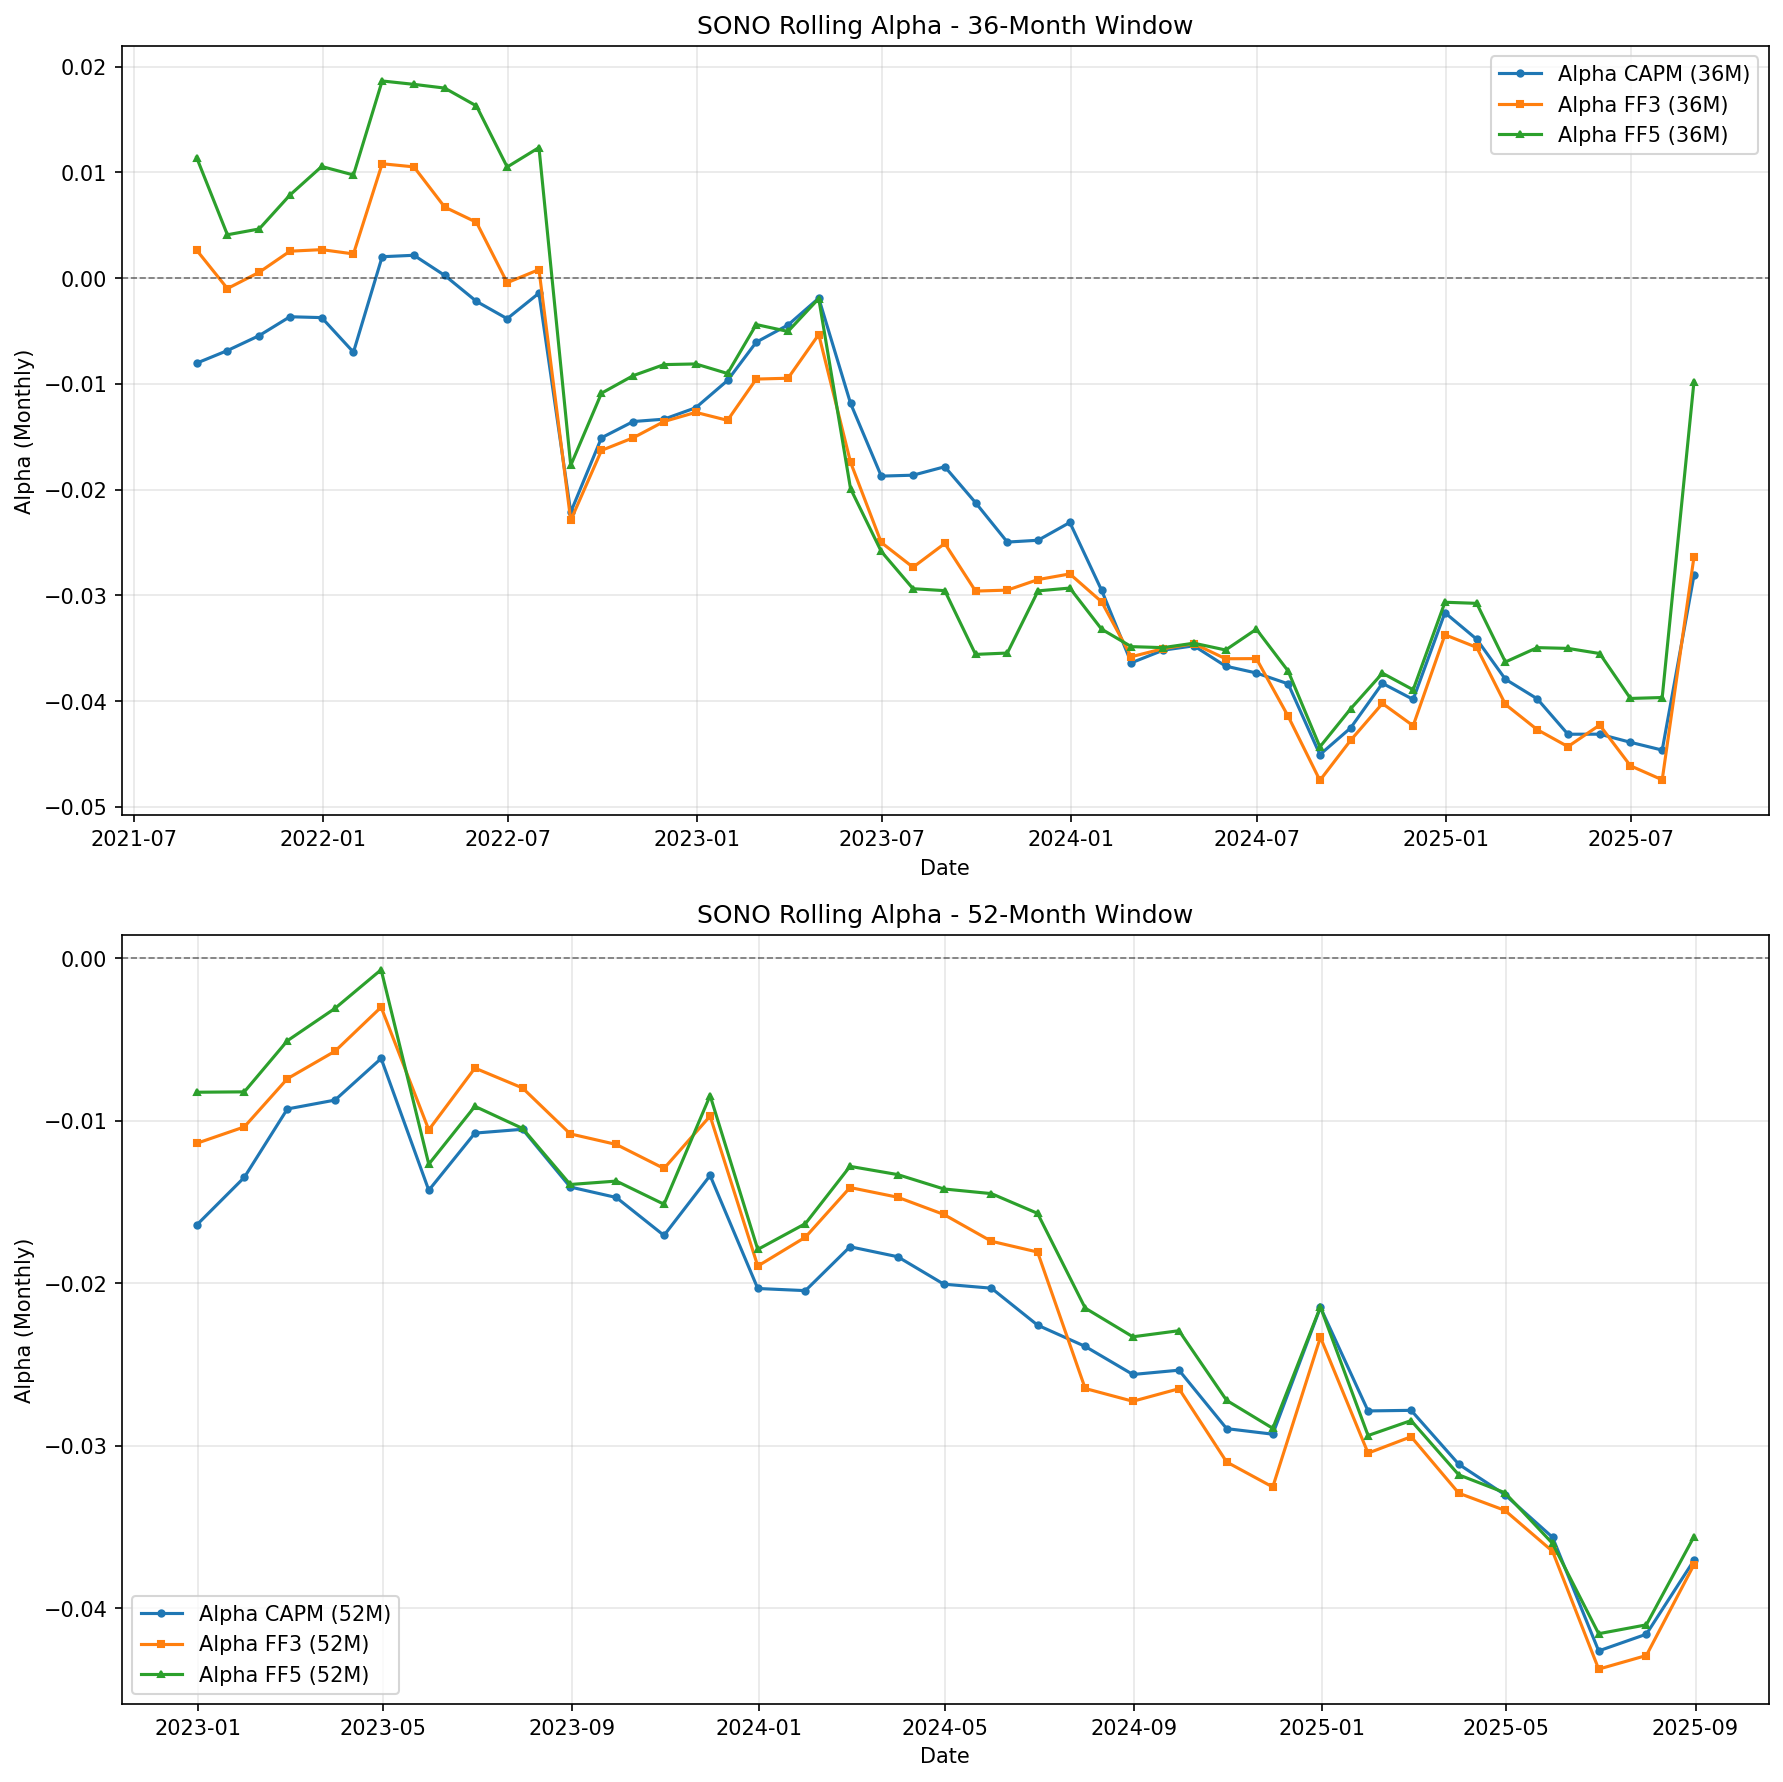 SONO Rolling Alpha - 36-Month Window
Alpha CAPM (36M)
Alpha FF3 (36M)
Alpha FF5 (36M)
Alpha (Monthly)
0.02
0.01
0.00
−0.01
−0.02
−0.03
−0.04
−0.05
2021-07 2022-01 2022-07 2023-01 2023-07 2024-01 2024-07 2025-01 2025-07
Date
SONO Rolling Alpha - 52-Month Window
Alpha (Monthly)
0.00
−0.01
−0.02
−0.03
−0.04
Alpha CAPM (52M)
Alpha FF3 (52M)
Alpha FF5 (52M)
2023-01 2023-05 2023-09 2024-01 2024-05 2024-09 2025-01 2025-05 2025-09
Date